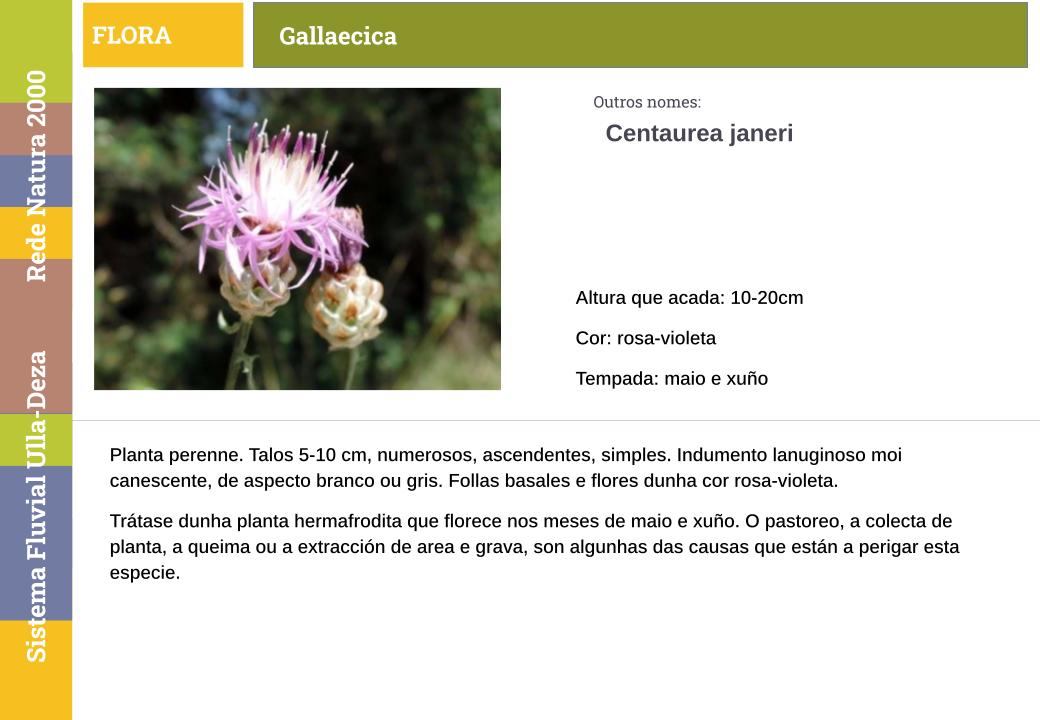 FLORA
Gallaecica
Outros nomes:
Centaurea janeri
Altura que acada: 10-20cm
Cor: rosa-violeta
Tempada: maio e xuño
Planta perenne. Talos 5-10 cm, numerosos, ascendentes, simples. Indumento lanuginoso moi
canescente, de aspecto branco ou gris. Follas basales e flores dunha cor rosa-violeta.
Trátase dunha planta hermafrodita que florece nos meses de maio e xuño. O pastoreo, a colecta de
planta, a queima ou a extracción de area e grava, son algunhas das causas que están a perigar esta
especie.
Sistema Fluvial Ulla-Deza Rede Natura 2000